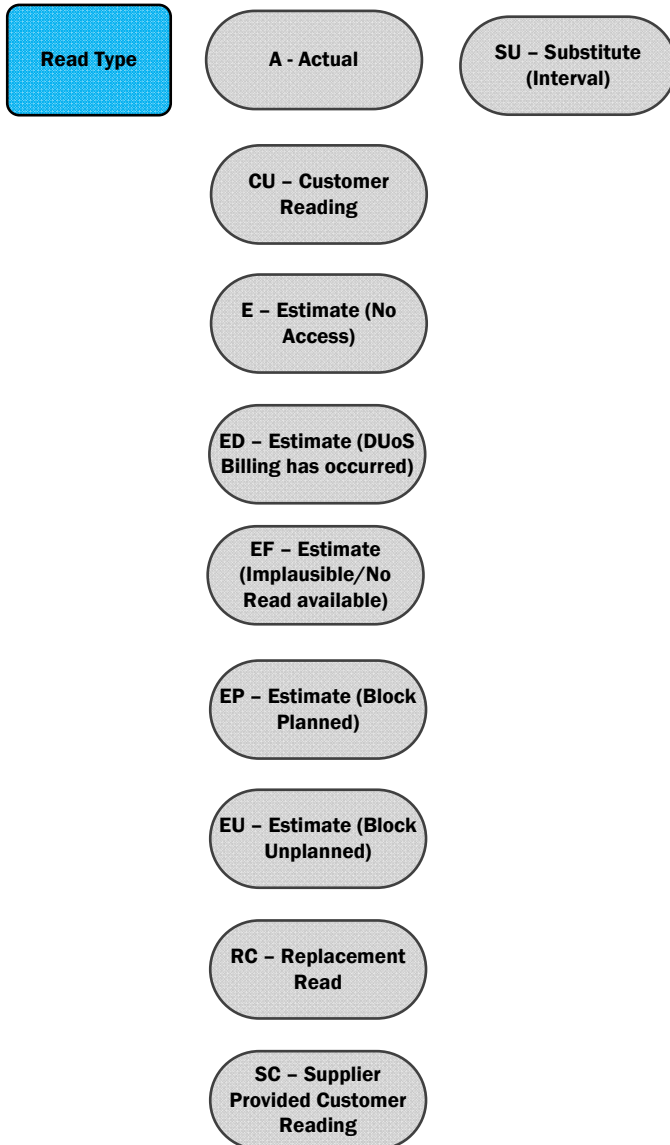 Read Type
A - Actual
SU – Substitute
(Interval)
CU – Customer
Reading
E – Estimate (No
Access)
ED – Estimate (DUoS
Billing has occurred)
EF – Estimate
(Implausible/No
Read available)
EP – Estimate (Block
Planned)
EU – Estimate (Block
Unplanned)
RC – Replacement
Read
SC – Supplier
Provided Customer
Reading